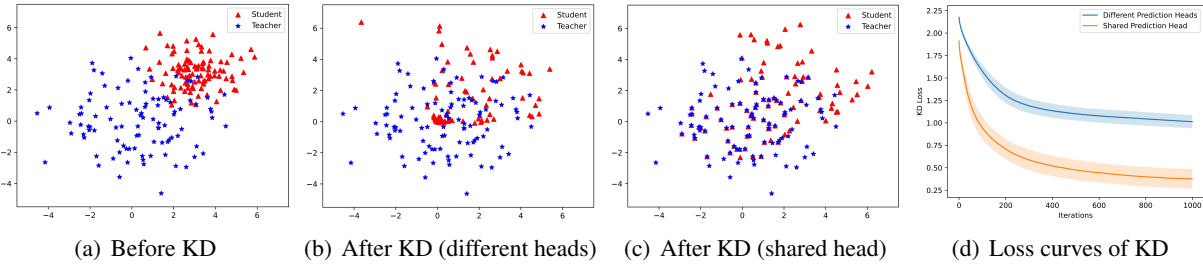 Student
Teacher
6
4
2
0
−2
−4
−4 −2 0 2 4 6
(a) Before KD
Student
Teacher
6
4
2
0
−2
−4
−4 −2 0 2 4 6
(b) After KD (different heads)
Student
Teacher
6
4
2
0
−2
−4
−4 −2 0 2 4 6
(c) After KD (shared head)
Different Prediction Heads
Shared Prediction Head
2.25
2.00
1.75
1.50
1.25
1.00
0.75
0.50
0.25
KD Loss
0 200 400 600 800 1000
Iterations
(d) Loss curves of KD